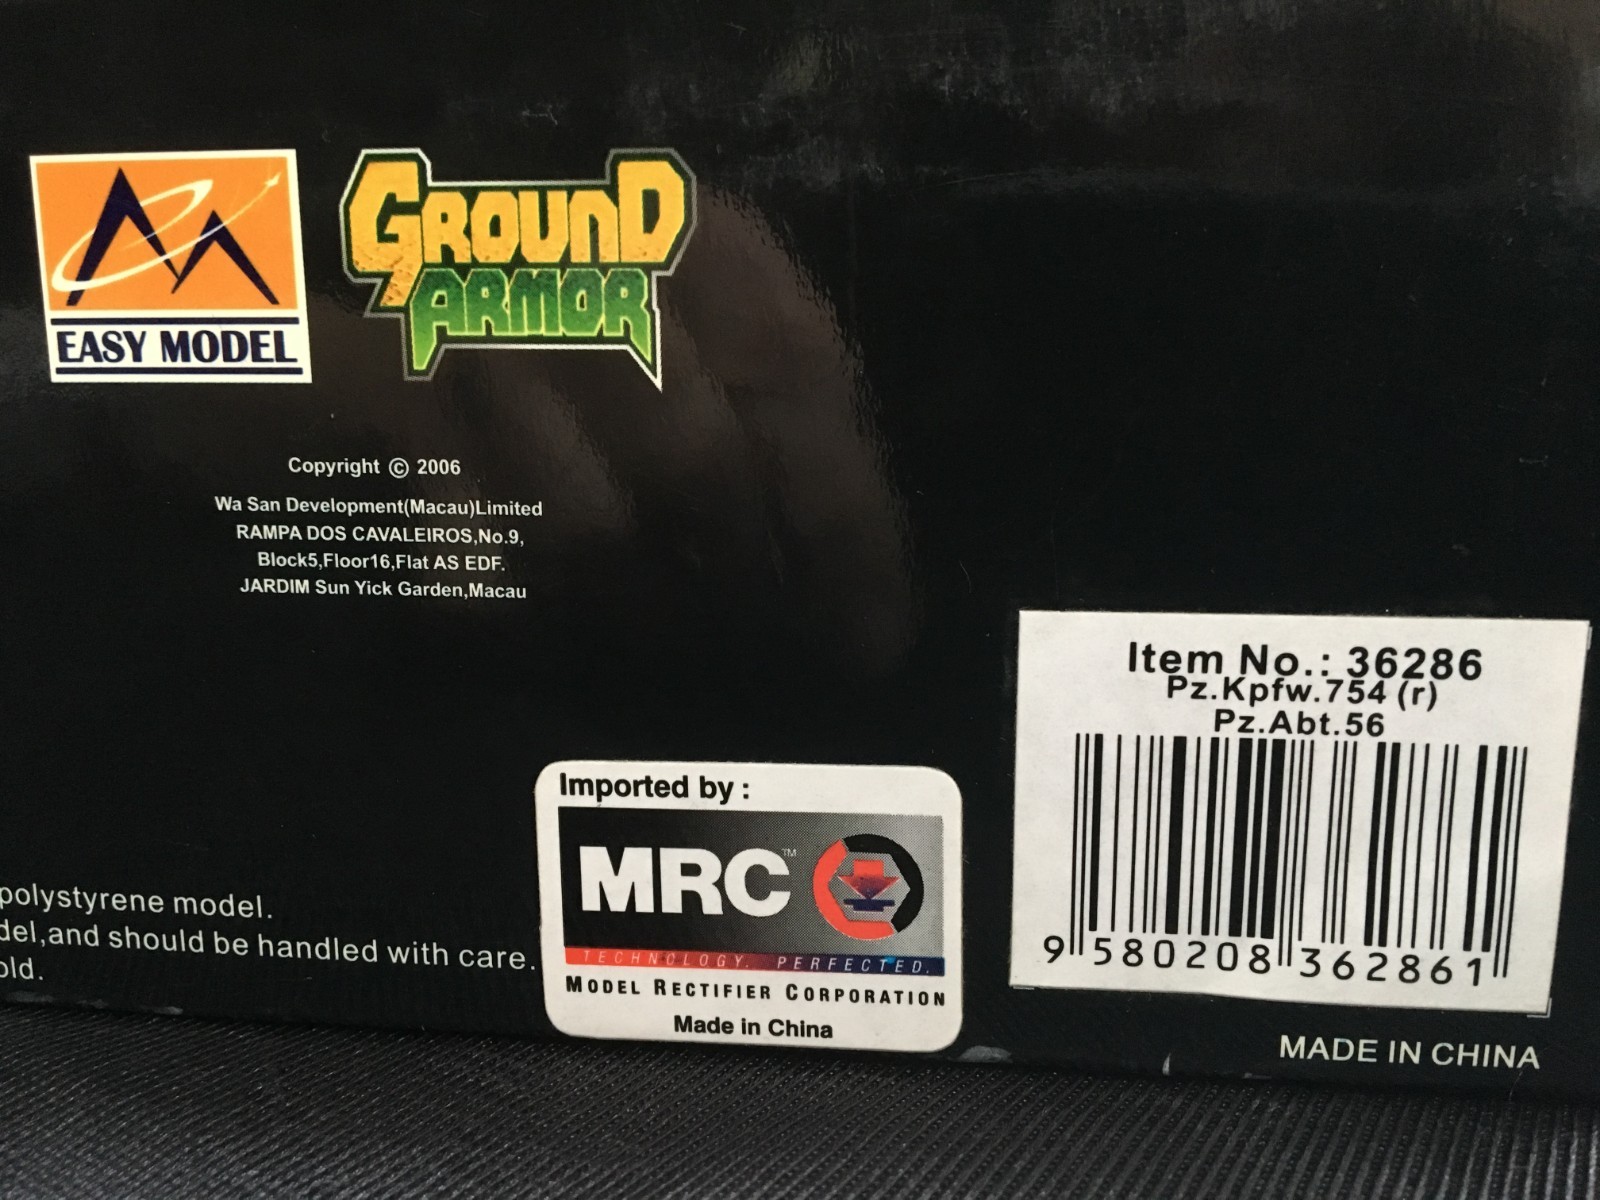 EASY MODEL
GROUND
ARMOR
Copyright © 2006
Wa San Development(Macau)Limited
RAMPA DOS CAVALEIROS,No.9,
Block5,Floor16,Flat AS EDF.
JARDIM Sun Yick Garden,Macau
polystyrene model.
del,and should be handled with care.
old.
Imported by :
MRC™
TECHNOLOGY. PERFECTED.
MODEL RECTIFIER CORPORATION
Made in China
Item No.: 36286
Pz.Kpfw.754 (r)
Pz.Abt.56
9 580208 362861
MADE IN CHINA